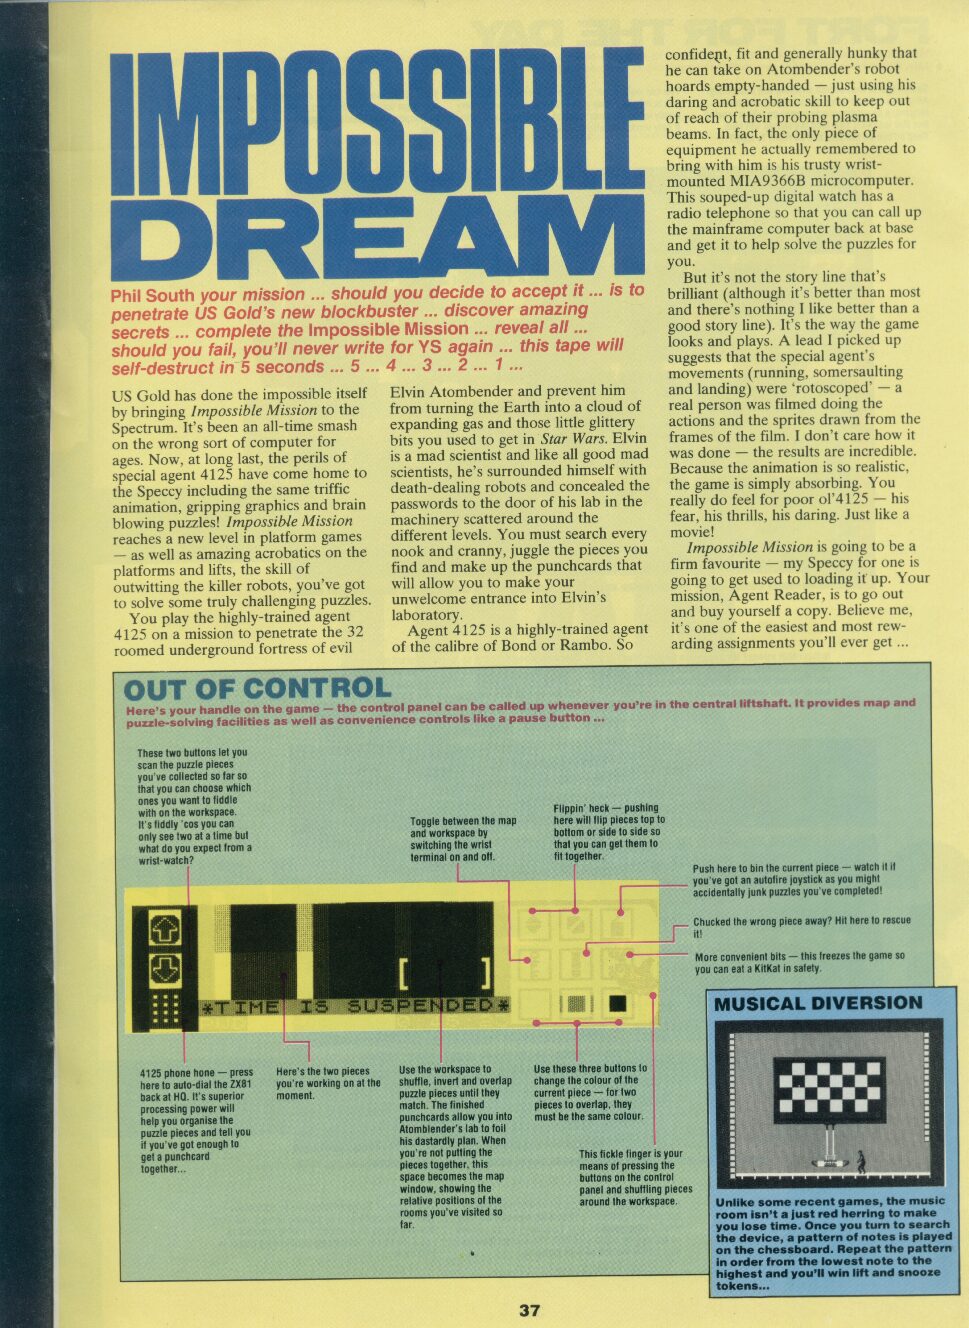 IMPOSSIBLE
DREAM
Phil South your mission ... should you decide to accept it ... is to
penetrate US Gold's new blockbuster ... discover amazing
secrets ... complete the Impossible Mission ... reveal all ...
should you fail, you'll never write for YS again ... this tape will
self-destruct in 5 seconds ... 5 ... 4 ... 3 ... 2 ... 1 ...
US Gold has done the impossible itself
by bringing Impossible Mission to the
Spectrum. It's been an all-time smash
on the wrong sort of computer for
ages. Now, at long last, the perils of
special agent 4125 have come home to
the Speccy including the same triffic
animation, gripping graphics and brain
blowing puzzles! Impossible Mission
reaches a new level in platform games
— as well as amazing acrobatics on the
platforms and lifts, the skill of
outwitting the killer robots, you've got
to solve some truly challenging puzzles.
You play the highly-trained agent
4125 on a mission to penetrate the 32
roomed underground fortress of evil
Elvin Atombender and prevent him
from turning the Earth into a cloud of
expanding gas and those little glittery
bits you used to get in Star Wars. Elvin
is a mad scientist and like all good mad
scientists, he's surrounded himself with
death-dealing robots and concealed the
passwords to the door of his lab in the
machinery scattered around the
different levels. You must search every
nook and cranny, juggle the pieces you
find and make up the punchcards that
will allow you to make your
unwelcome entrance into Elvin's
laboratory.
Agent 4125 is a highly-trained agent
of the calibre of Bond or Rambo. So
confident, fit and generally hunky that
he can take on Atombender's robot
hoards empty-handed — just using his
daring and acrobatic skill to keep out
of reach of their probing plasma
beams. In fact, the only piece of
equipment he actually remembered to
bring with him is his trusty wrist-
mounted MIA9366B microcomputer.
This souped-up digital watch has a
radio telephone so that you can call up
the mainframe computer back at base
and get it to help solve the puzzles for
you.
But it's not the story line that's
brilliant (although it's better than most
and there's nothing I like better than a
good story line). It's the way the game
looks and plays. A lead I picked up
suggests that the special agent's
movements (running, somersaulting
and landing) were 'rotoscoped' — a
real person was filmed doing the
actions and the sprites drawn from the
frames of the film. I don't care how it
was done — the results are incredible.
Because the animation is so realistic,
the game is simply absorbing. You
really do feel for poor ol'4125 — his
fear, his thrills, his daring. Just like a
movie!
Impossible Mission is going to be a
firm favourite — my Speccy for one is
going to get used to loading it up. Your
mission, Agent Reader, is to go out
and buy yourself a copy. Believe me,
it's one of the easiest and most rew-
arding assignments you'll ever get ...
OUT OF CONTROL
Here's your handle on the game — the control panel can be called up whenever you're in the central liftshaft. It provides map and
puzzle-solving facilities as well as convenience controls like a pause button ...
These two buttons let you
scan the puzzle pieces
you've collected so far so
that you can choose which
ones you want to fiddle
with on the workspace.
It's fiddly 'cos you can
only see two at a time but
what do you expect from a
wrist-watch?
Toggle between the map
and workspace by
switching the wrist
terminal on and off.
Flippin' heck — pushing
here will flip pieces top to
bottom or side to side so
that you can get them to
fit together.
Push here to bin the current piece — watch it if
you've got an autofire joystick as you might
accidentally junk puzzles you've completed!
Chucked the wrong piece away? Hit here to rescue
it!
More convenient bits — this freezes the game so
you can eat a KitKat in safety.
*TIME IS SUSPENDED*
4125 phone hone — press
here to auto-dial the ZX81
back at HQ. It's superior
processing power will
help you organise the
puzzle pieces and tell you
if you've got enough to
get a punchcard
together...
Here's the two pieces
you're working on at the
moment.
Use the workspace to
shuffle, invert and overlap
puzzle pieces until they
match. The finished
punchcards allow you into
Atomblender's lab to foil
his dastardly plan. When
you're not putting the
pieces together, this
space becomes the map
window, showing the
relative positions of the
rooms you've visited so
far.
Use these three buttons to
change the colour of the
current piece — for two
pieces to overlap, they
must be the same colour.
This fickle finger is your
means of pressing the
buttons on the control
panel and shuffling pieces
around the workspace.
MUSICAL DIVERSION
Unlike some recent games, the music
room isn't a just red herring to make
you lose time. Once you turn to search
the device, a pattern of notes is played
on the chessboard. Repeat the pattern
in order from the lowest note to the
highest and you'll win lift and snooze
tokens...
37